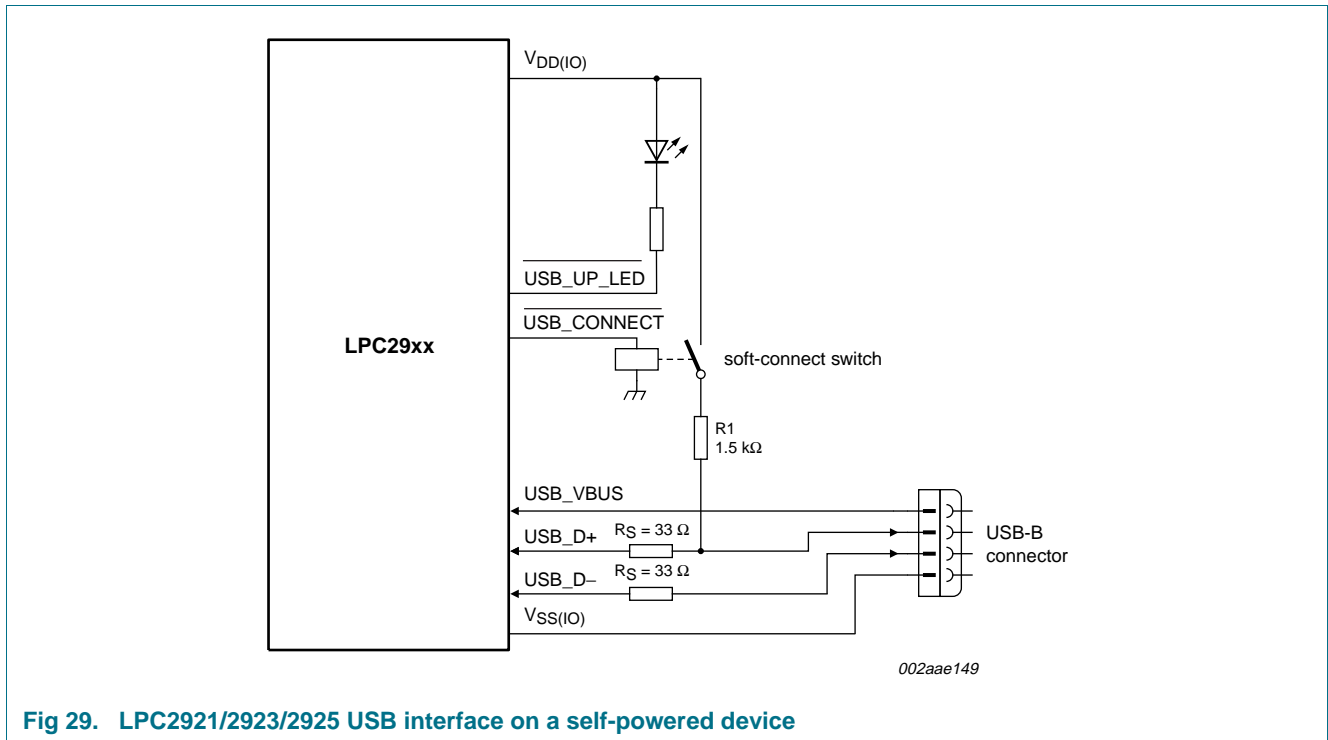 VDD(IO)
USB_UP_LED
USB_CONNECT
LPC29xx
soft-connect switch
R1
1.5 kΩ
USB_VBUS
USB_D+
RS = 33 Ω
USB-B
connector
USB_D−
RS = 33 Ω
VSS(IO)
002aae149
Fig 29. LPC2921/2923/2925 USB interface on a self-powered device